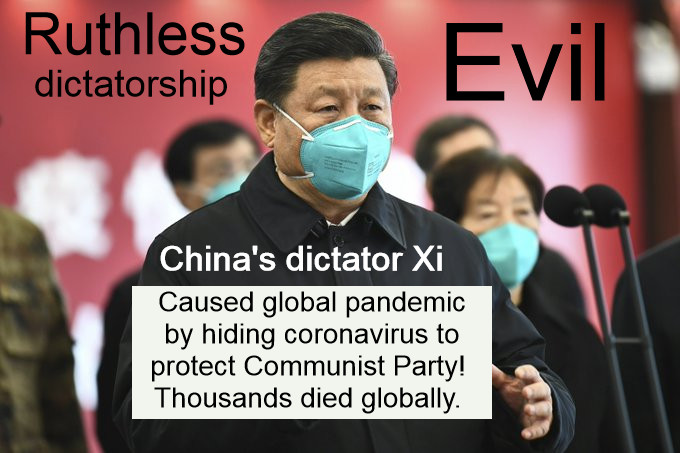 Ruthless
dictatorship
Evil
China's dictator Xi
Caused global pandemic
by hiding coronavirus to
protect Communist Party!
Thousands died globally.